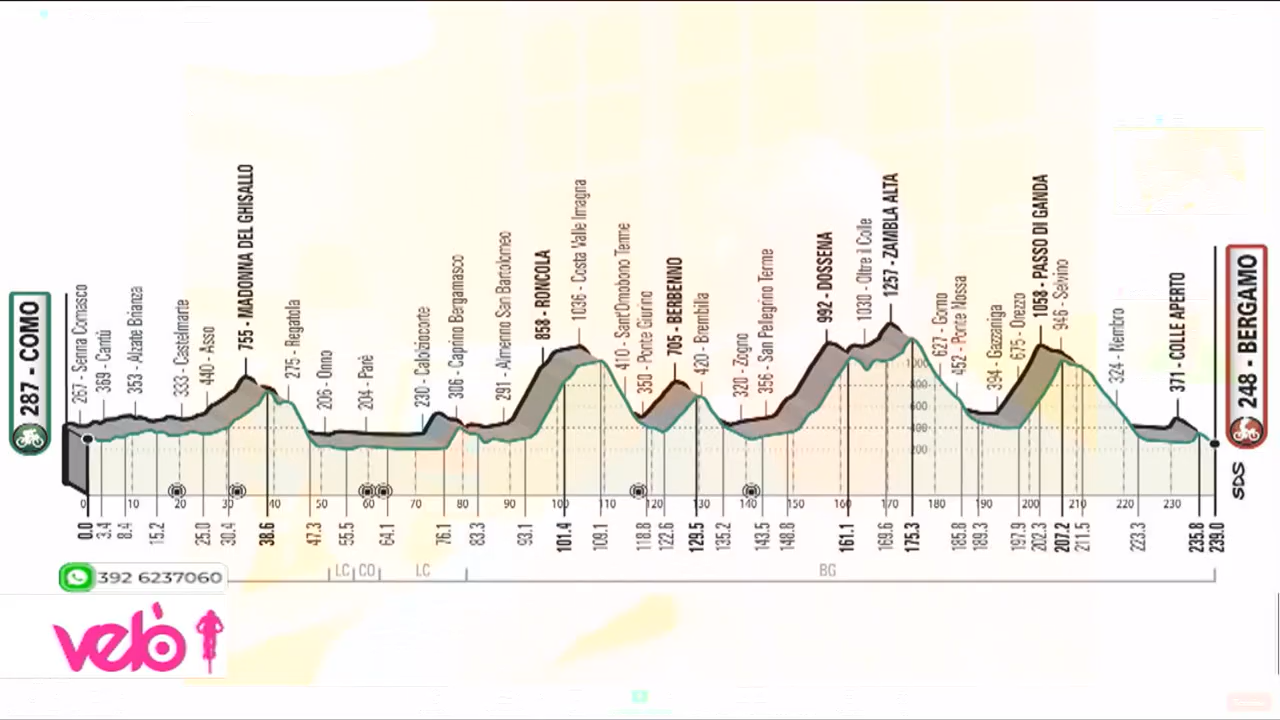 287 - COMO
267 - Senna Comasco
369 - Cantù
353 - Alzate Brianza
333 - Castelmarte
440 - Asso
755 - MADONNA DEL GHISALLO
275 - Regatola
206 - Onno
204 - Parè
230 - Calolziocorte
306 - Caprino Bergamasco
291 - Almenno San Bartolomeo
858 - RONCOLA
1036 - Costa Valle Imagna
410 - Sant'Omobono Terme
350 - Ponte Giurino
705 - BERBENNO
420 - Brembilla
320 - Zogno
356 - San Pellegrino Terme
992 - DOSSENA
1030 - Oltre il Colle
1257 - ZAMBLA ALTA
627 - Corno
452 - Ponte Nossa
394 - Gazzaniga
675 - Orezzo
1058 - PASSO DI GANDA
946 - Selvino
324 - Nembro
371 - COLLE APERTO
248 - BERGAMO
SDS
1000
800
600
400
200
0 10 20 30 40 50 60 70 80 90 100 110 120 130 140 150 160 170 180 190 200 210 220 230
0.0 3.4 8.4 15.2 25.0 30.4 38.6 47.3 55.5 64.1 76.1 83.3 93.1 101.4 109.1 118.8 122.6 129.5 135.2 143.5 148.8 161.1 169.6 175.3 185.8 189.3 197.9 202.3 207.2 211.5 223.3 235.8 239.0
LC CO LC BG
392 6237060
velò